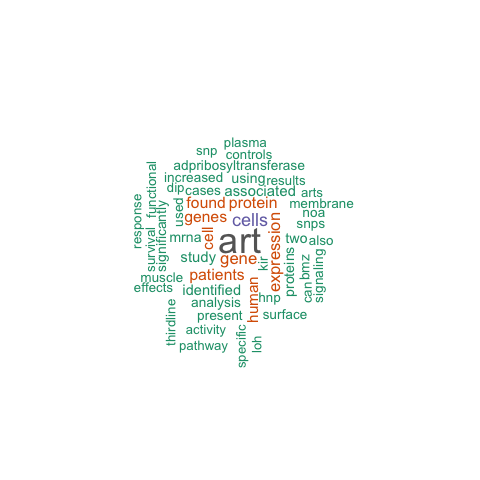 plasma
snp
controls
adpribosyltransferase
increased
using
results
functional
dip
cases
associated
arts
found
protein
membrane
used
genes
cells
noa
snps
response
significantly
survival
cell
mrna
art
expression
two
also
study
gene
kir
proteins
bmz
signaling
muscle
patients
can
effects
identified
human
hnp
analysis
present
surface
thirdline
activity
specific
loh
pathway